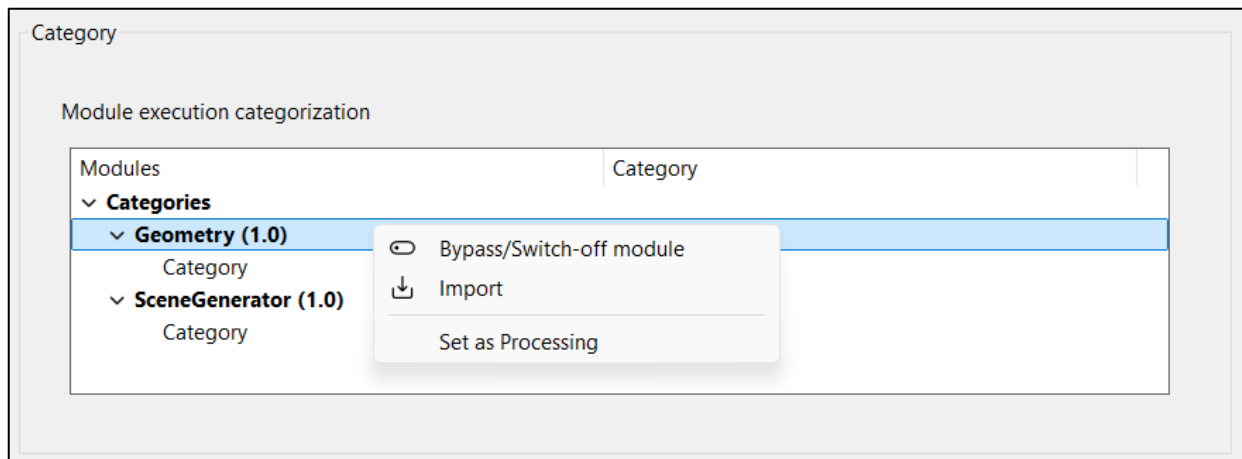 Category
Module execution categorization
Modules Category
Categories
Geometry (1.0)
Bypass/Switch-off module
Category
Import
SceneGenerator (1.0)
Category
Set as Processing